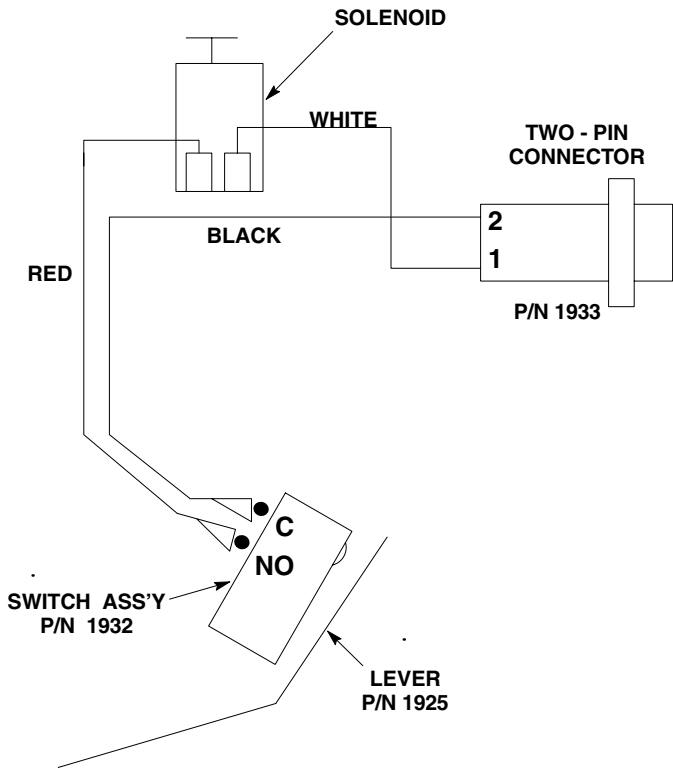 SOLENOID
WHITE
TWO - PIN
CONNECTOR
2
BLACK
1
RED
P/N 1933
C
NO
SWITCH ASS'Y
P/N 1932
LEVER
P/N 1925